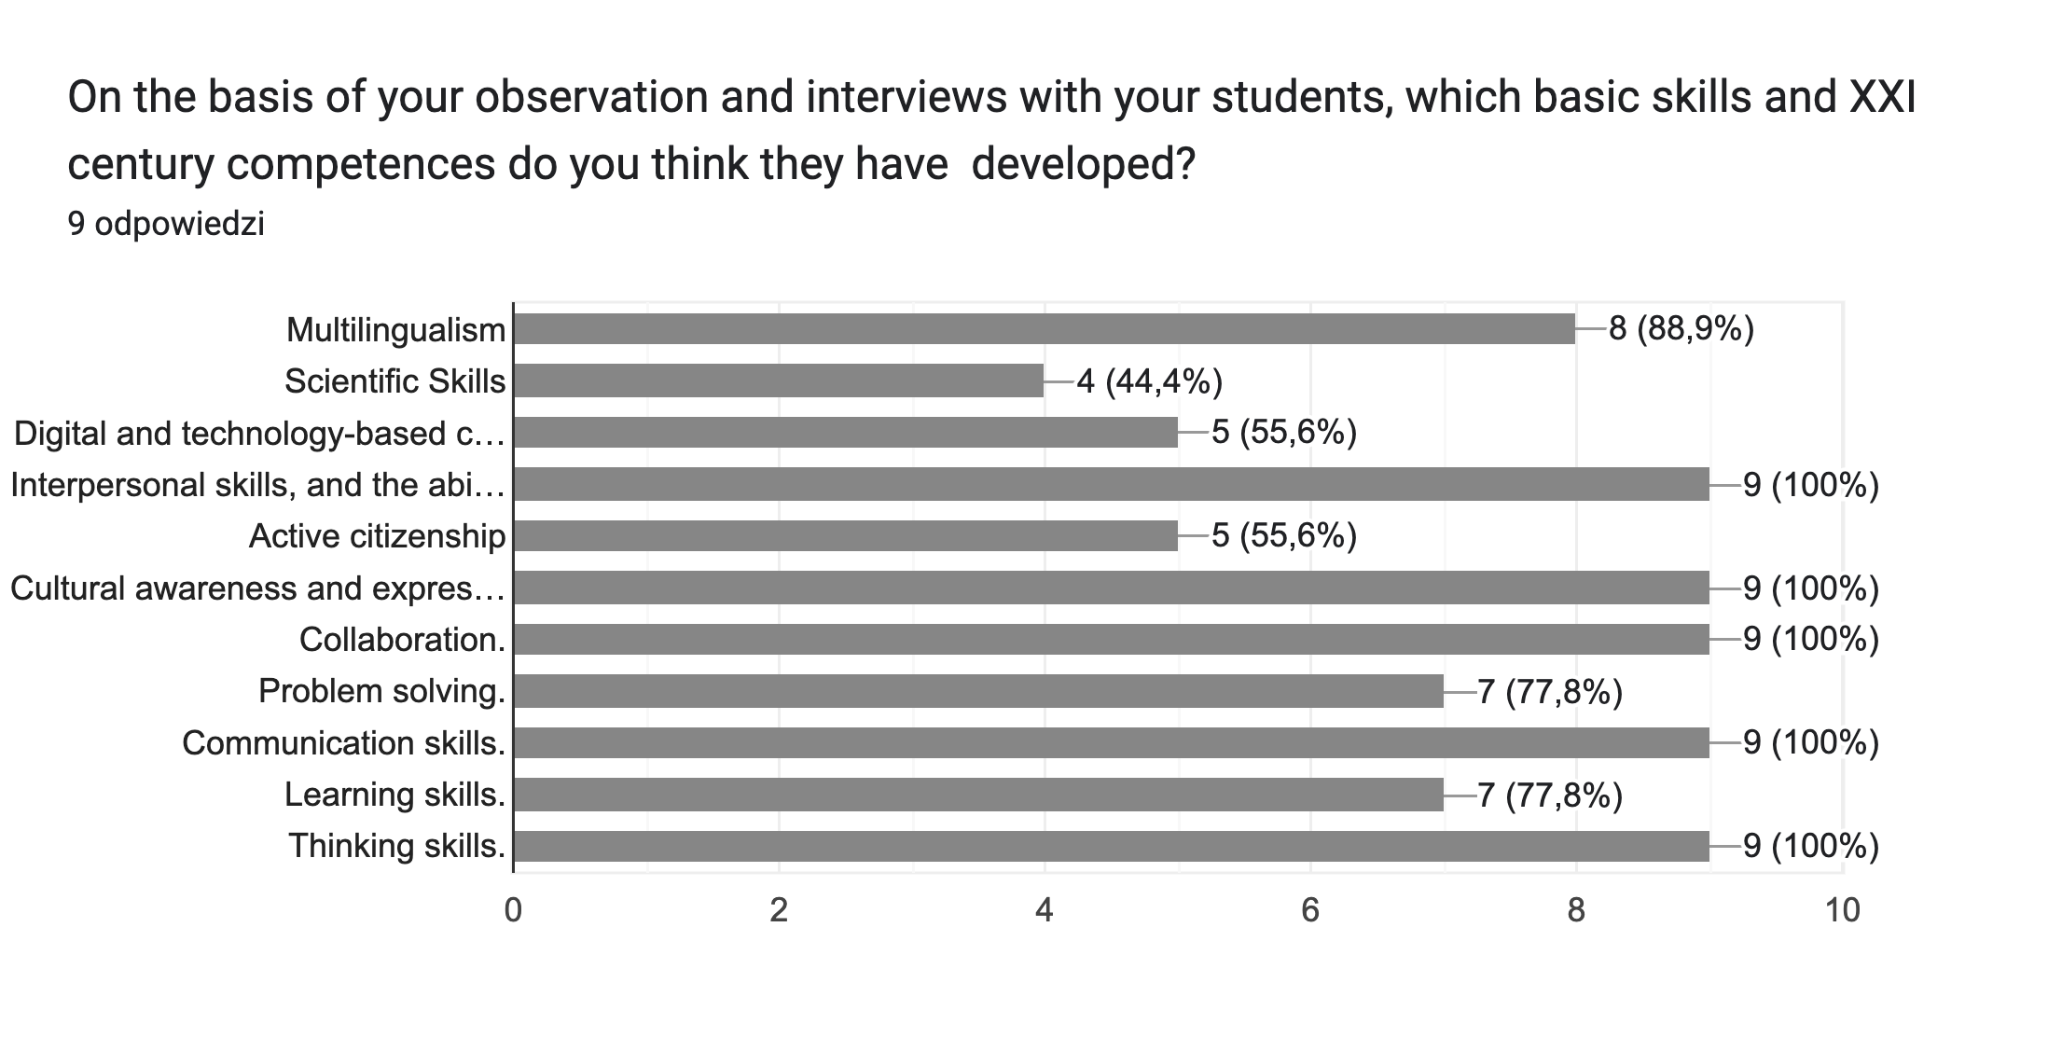 On the basis of your observation and interviews with your students, which basic skills and XXI
century competences do you think they have  developed?
9 odpowiedzi
Multilingualism 8 (88,9%)
Scientific Skills 4 (44,4%)
Digital and technology-based c... 5 (55,6%)
Interpersonal skills, and the abi... 9 (100%)
Active citizenship 5 (55,6%)
Cultural awareness and expres... 9 (100%)
Collaboration. 9 (100%)
Problem solving. 7 (77,8%)
Communication skills. 9 (100%)
Learning skills. 7 (77,8%)
Thinking skills. 9 (100%)
0 2 4 6 8 10